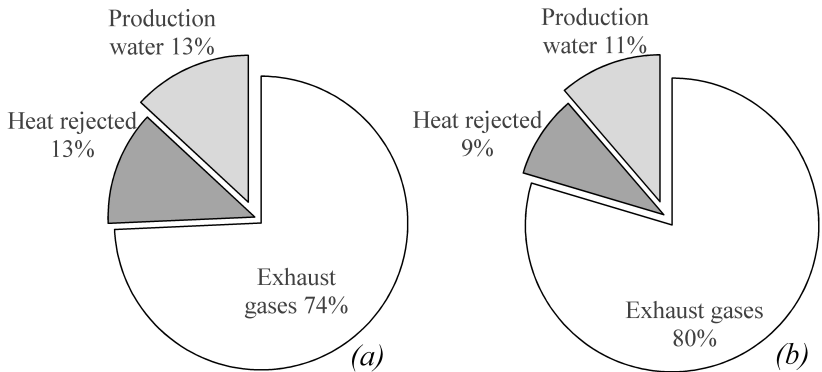 Production
water 13%
Heat rejected
13%
Exhaust
gases 74%
(a)
Production
water 11%
Heat rejected
9%
Exhaust gases
80%
(b)